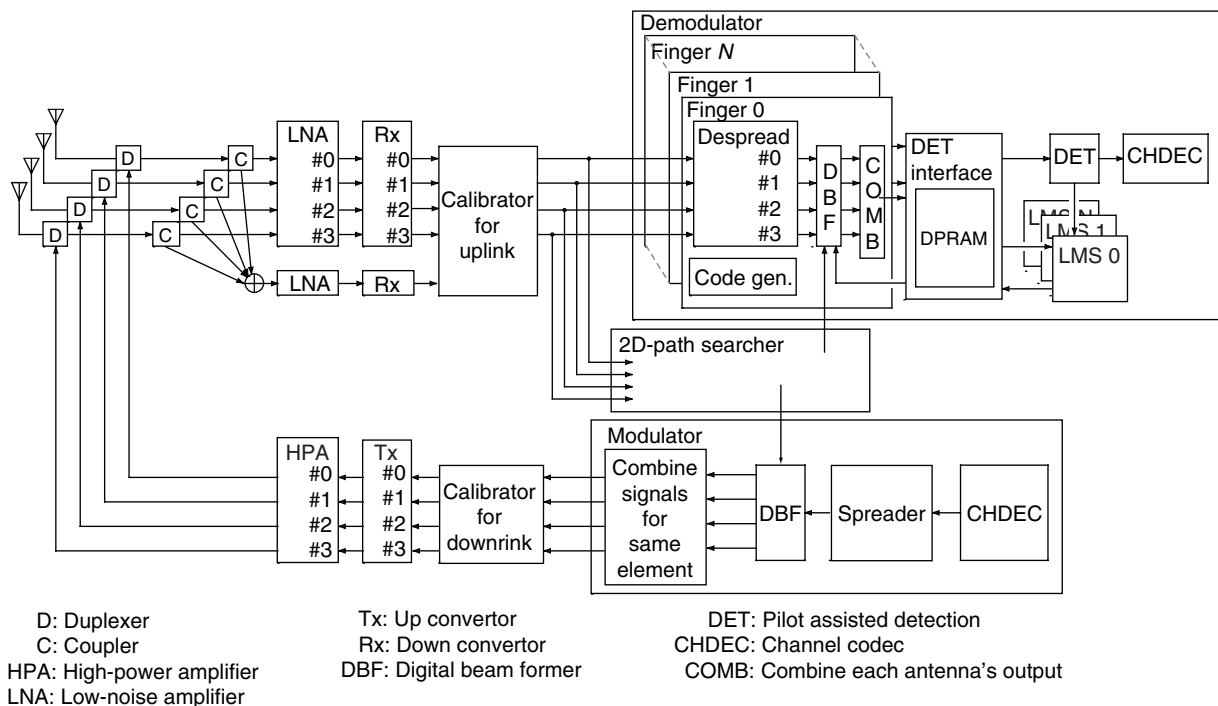 Demodulator
Finger N
Finger 1
Finger 0
D
D
D
D
C
C
C
C
LNA
#0
#1
#2
#3
Rx
#0
#1
#2
#3
LNA
Rx
Calibrator
for
uplink
Despread
#0
#1
#2
#3
Code gen.
D
B
F
C
O
M
B
DET
interface
DPRAM
DET
CHDEC
LMS N
LMS 1
LMS 0
2D-path searcher
Modulator
HPA
#0
#1
#2
#3
Tx
#0
#1
#2
#3
Calibrator
for
downrink
Combine
signals
for
same
element
DBF
Spreader
CHDEC
D: Duplexer
C: Coupler
HPA: High-power amplifier
LNA: Low-noise amplifier
Tx: Up convertor
Rx: Down convertor
DBF: Digital beam former
DET: Pilot assisted detection
CHDEC: Channel codec
COMB: Combine each antenna's output